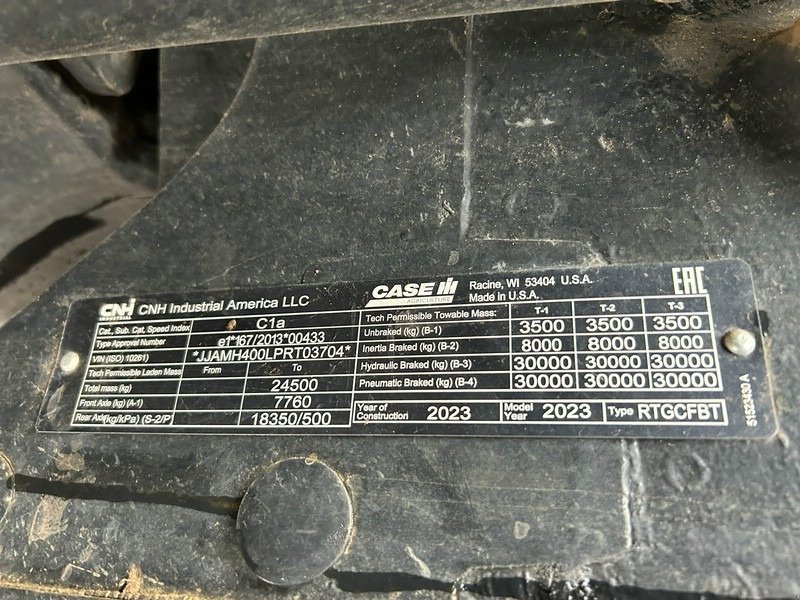 CNH INDUSTRIAL CNH Industrial America LLC
CASE IH AGRICULTURE
Racine, WI 53404 U.S.A.
Made in U.S.A.
EAC
Cat., Sub. Cat, Speed Index C1a
Type Approval Number e1*167/2013*00433
VIN (ISO) 10261) *JJAMH400LPRT03704*
Tech Permissible Laden Mass From To
Total mass (kg) 24500
Front Axle (kg) (A-1) 7760
Rear Axle(kg/kPa) (S-2/P) 18350/500
Tech Permissible Towable Mass: T-1 T-2 T-3
Unbraked (kg) (B-1) 3500 3500 3500
Inertia Braked (kg) (B-2) 8000 8000 8000
Hydraulic Braked (kg) (B-3) 30000 30000 30000
Pneumatic Braked (kg) (B-4) 30000 30000 30000
Year of Construction 2023 Model Year 2023 Type RTGCFBT
51523430 A